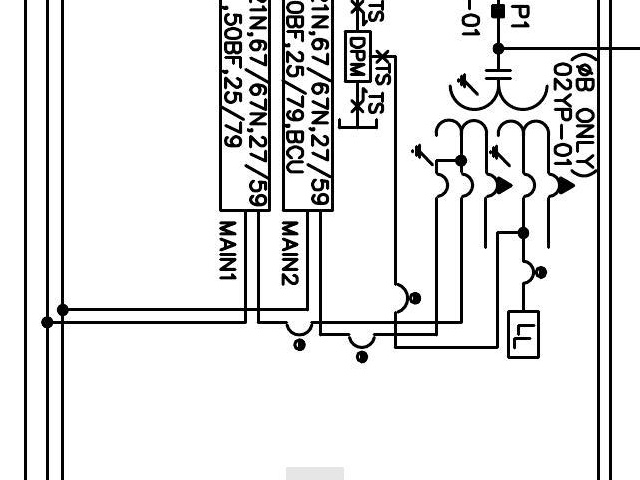 P1
-01
(øB ONLY)
02YP-01
TS
DPM
TS
TS
21N,67/67N,27/59
50BF,25/79,BCU
MAIN2
21N,67/67N,27/59
,50BF,25/79
MAIN1
LL